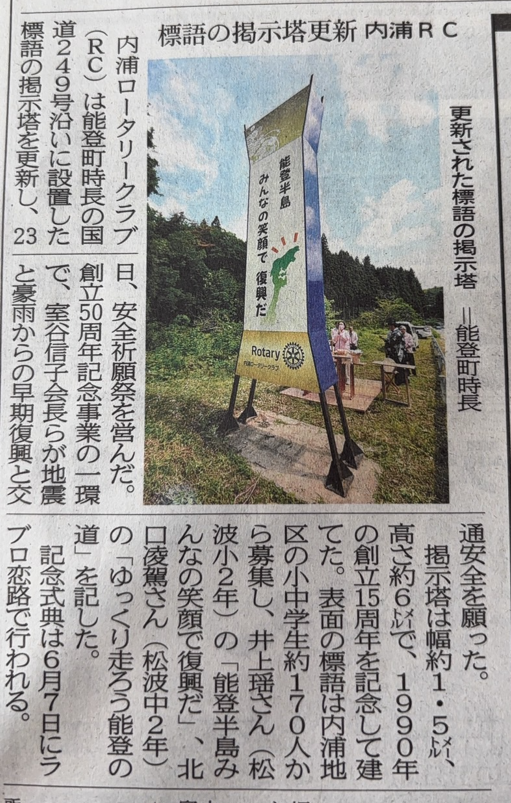 標語の掲示塔更新 内浦ＲＣ
内浦ロータリークラブ
（ＲＣ）は能登町時長の国
道２４９号沿いに設置した
標語の掲示塔を更新し、23
日、安全祈願祭を営んだ。
創立50周年記念事業の一環
で、室谷信子会長らが地震
と豪雨からの早期復興と交
通安全を願った。
掲示塔は幅約１・５㍍、
高さ約６㍍で、１９９０年
の創立15周年を記念して建
てた。表面の標語は内浦地
区の小中学生約１７０人か
ら募集し、井上瑶さん（松
波小２年）の「能登半島み
んなの笑顔で復興だ」、北
口凌駕さん（松波中２年）
の「ゆっくり走ろう能登の
道」を記した。
記念式典は６月７日にラ
ブロ恋路で行われる。
更新された標語の掲示塔＝能登町時長
能登半島
みんなの笑顔で 復興だ
Rotary
内浦ロータリークラブ